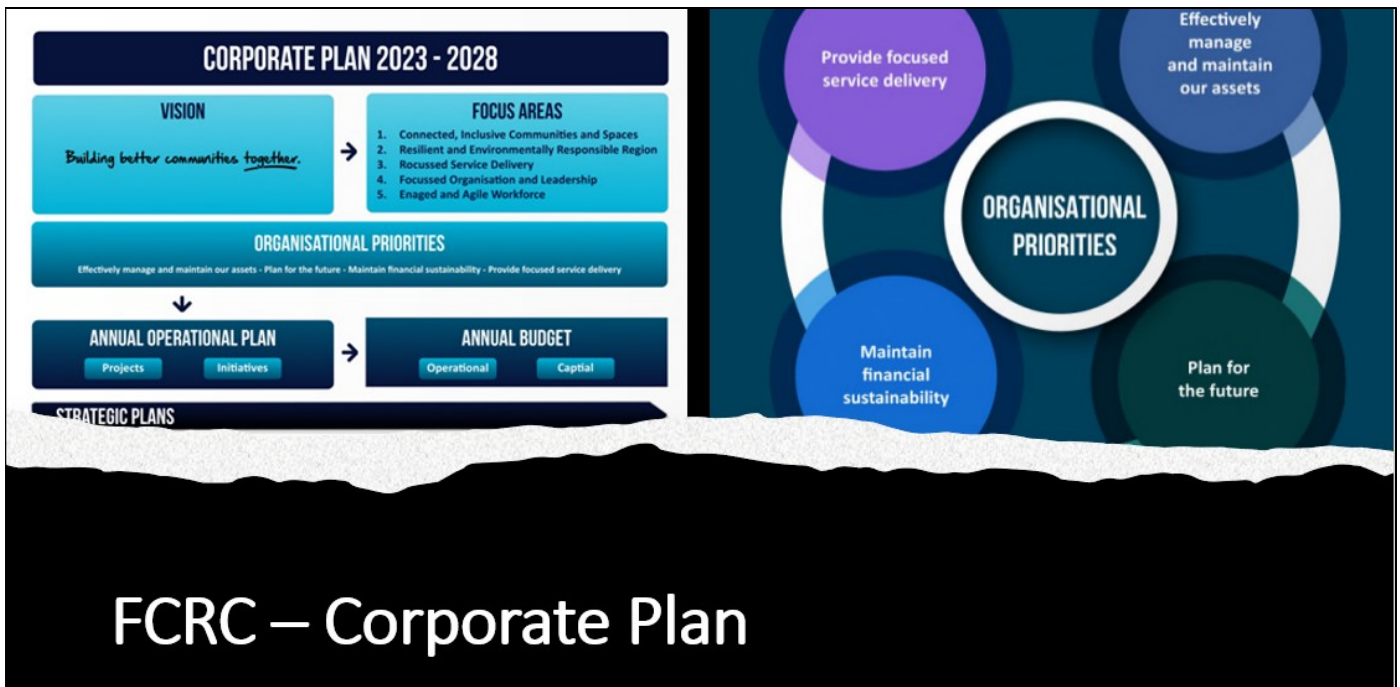 CORPORATE PLAN 2023 - 2028
VISION
Building better communities together.
FOCUS AREAS
1. Connected, Inclusive Communities and Spaces
2. Resilient and Environmentally Responsible Region
3. Rocussed Service Delivery
4. Focussed Organisation and Leadership
5. Enaged and Agile Workforce
ORGANISATIONAL PRIORITIES
Effectively manage and maintain our assets - Plan for the future - Maintain financial sustainability - Provide focused service delivery
ANNUAL OPERATIONAL PLAN
Projects
Initiatives
ANNUAL BUDGET
Operational
Captial
STRATEGIC PLANS
Provide focused
service delivery
Effectively
manage
and maintain
our assets
ORGANISATIONAL
PRIORITIES
Maintain
financial
sustainability
Plan for
the future
FCRC – Corporate Plan